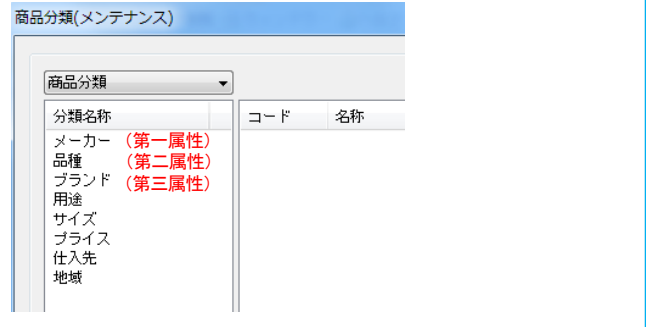 商品分類(メンテナンス)
商品分類
分類名称
コード 名称
メーカー (第一属性)
品種 (第二属性)
ブランド (第三属性)
用途
サイズ
プライス
仕入先
地域